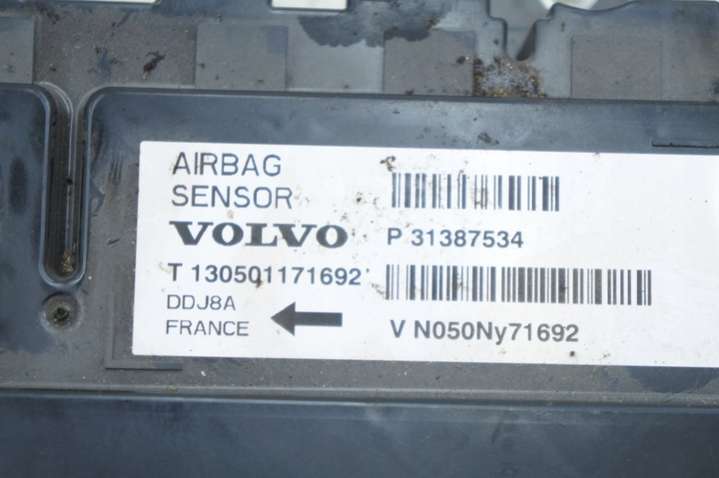 AIRBAG
SENSOR
VOLVO P 31387534
T 130501171692
DDJ8A
FRANCE V N050Ny71692